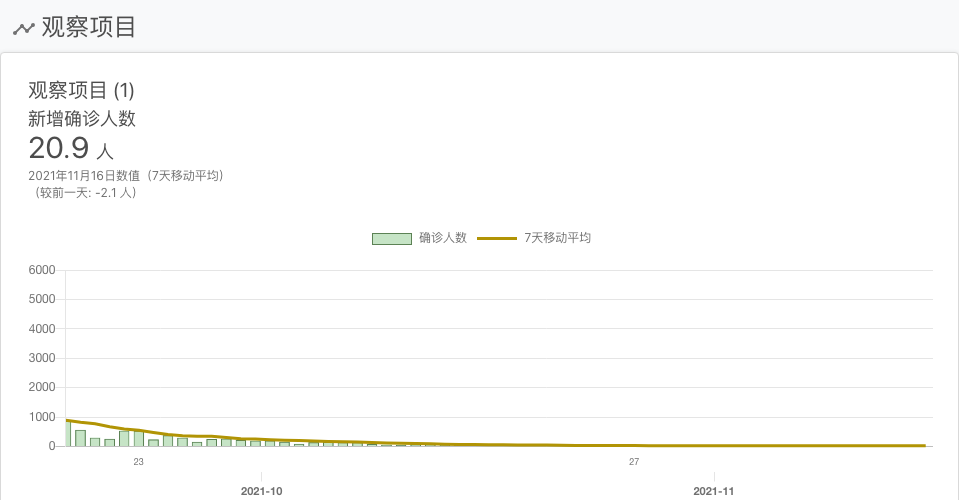 观察项目
观察项目 (1)
新增确诊人数
20.9 人
2021年11月16日数值（7天移动平均）
（较前一天: -2.1 人）
确诊人数 7天移动平均
6000
5000
4000
3000
2000
1000
0
23 27
2021-10 2021-11